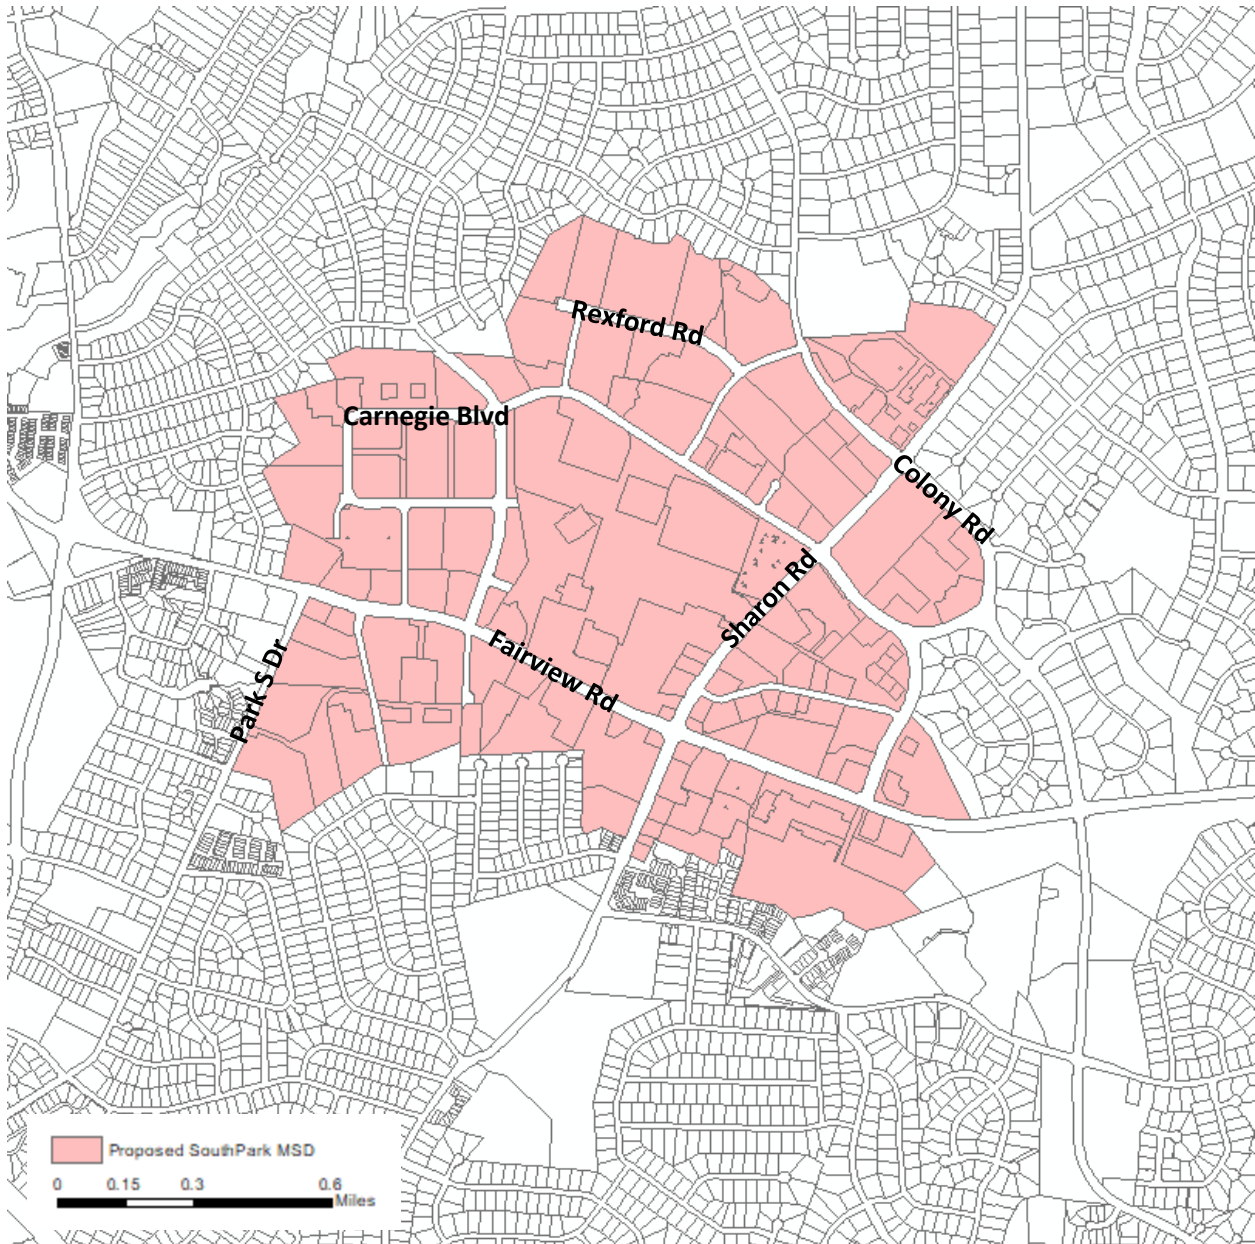 Rexford Rd
Carnegie Blvd
Colony Rd
Sharon Rd
Fairview Rd
Park S Dr
Proposed SouthPark MSD
0 0.15 0.3 0.6
Miles